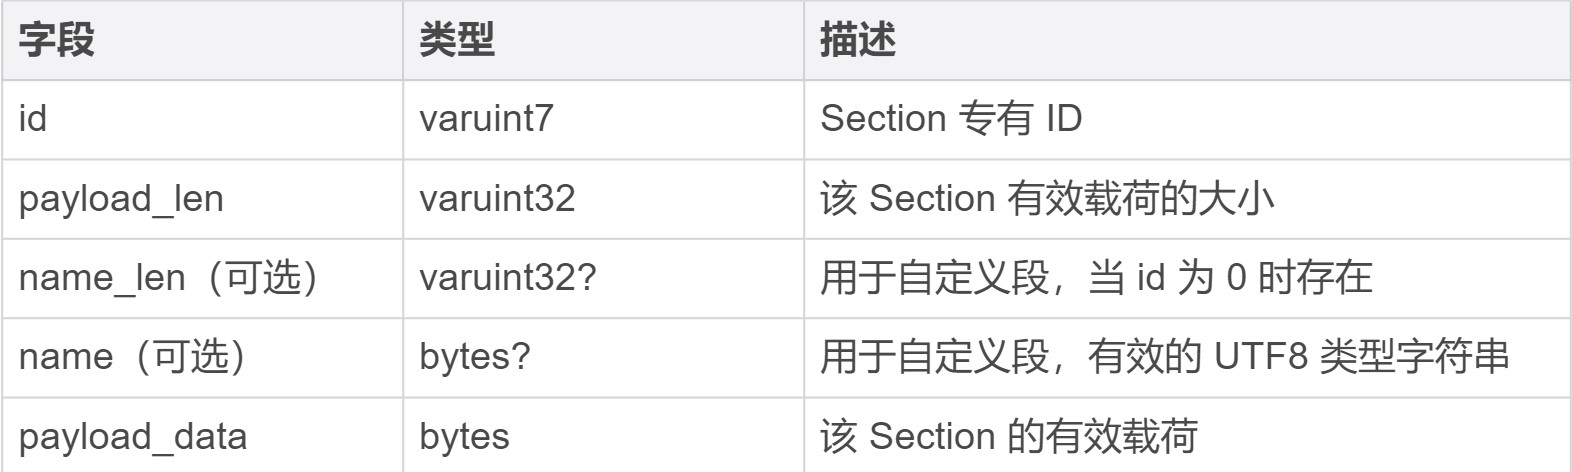 字段 类型 描述
id varuint7 Section 专有 ID
payload_len varuint32 该 Section 有效载荷的大小
name_len（可选） varuint32? 用于自定义段，当 id 为 0 时存在
name（可选） bytes? 用于自定义段，有效的 UTF8 类型字符串
payload_data bytes 该 Section 的有效载荷